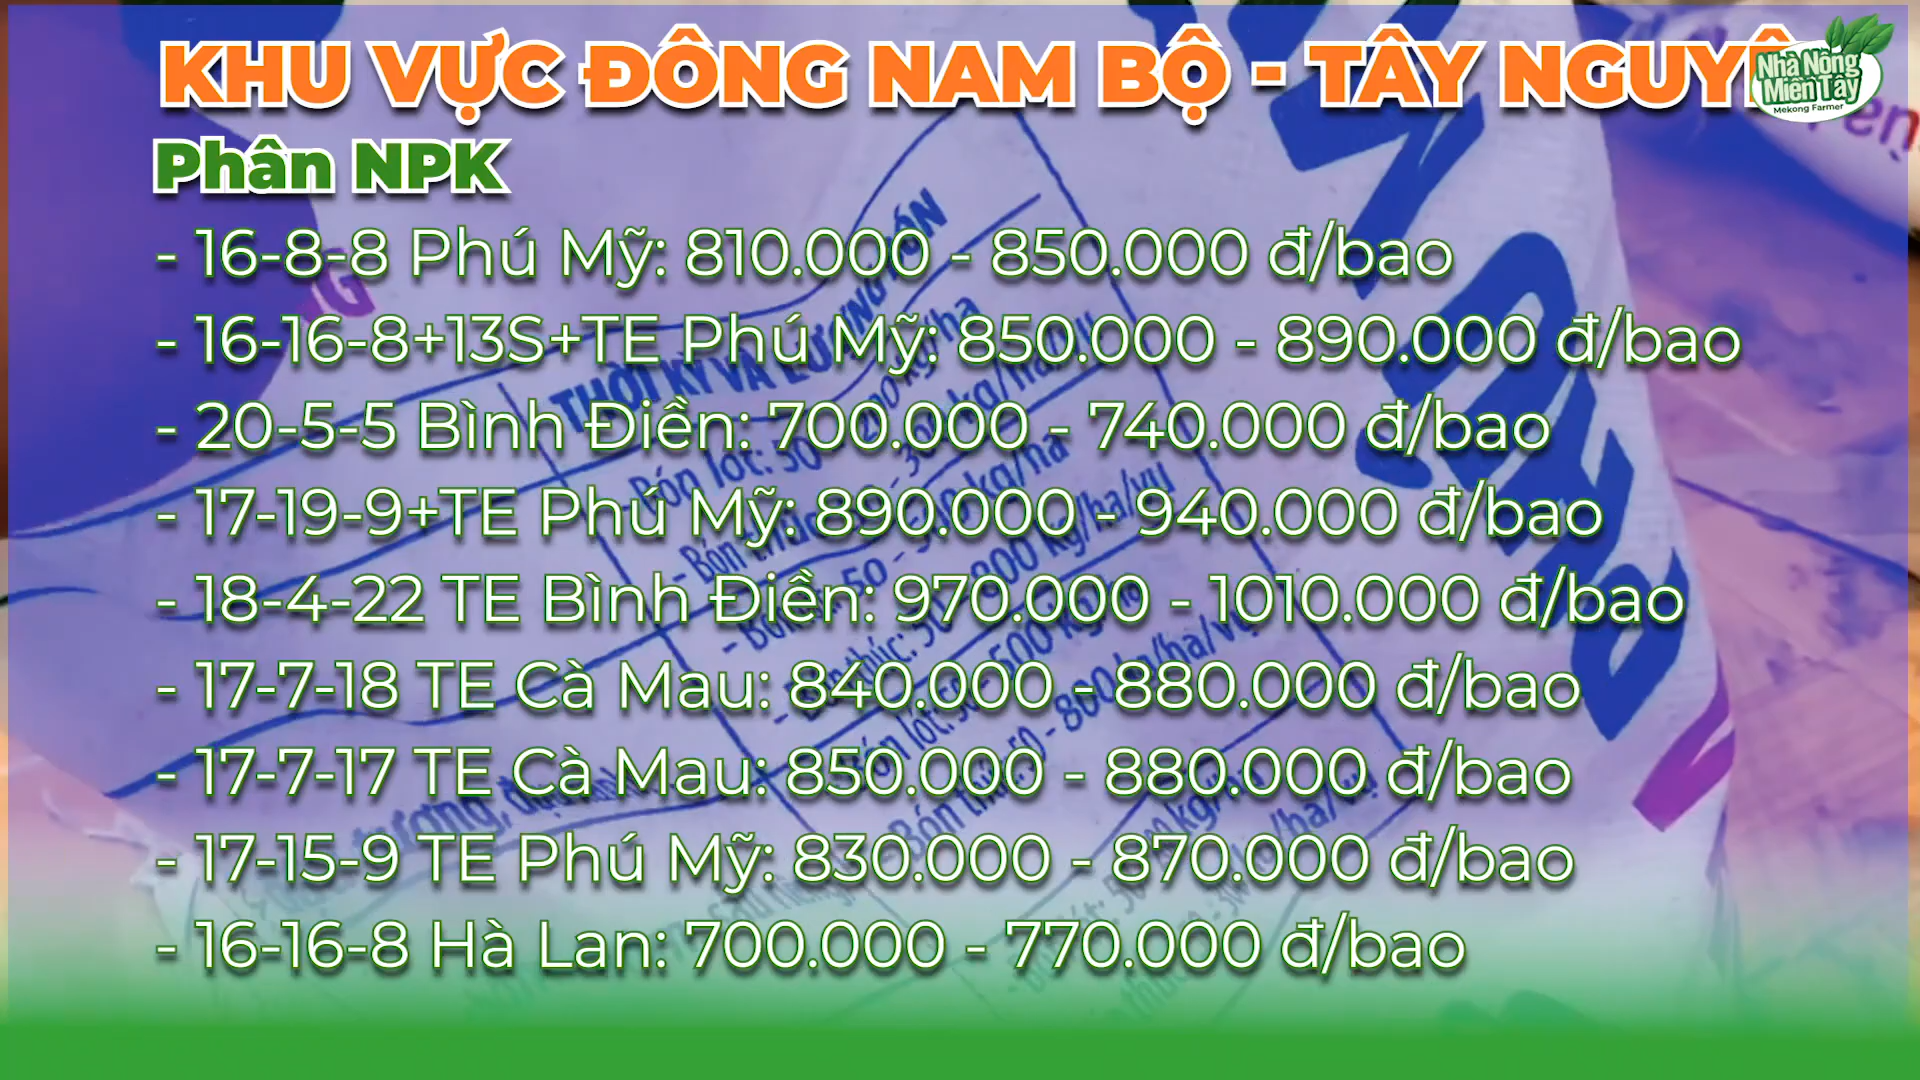 KHU VỰC ĐÔNG NAM BỘ - TÂY NGUYÊ
Nhà Nông
Miền Tây
Mekong Farmer
Phân NPK
- 16-8-8 Phú Mỹ: 810.000 - 850.000 đ/bao
- 16-16-8+13S+TE Phú Mỹ: 850.000 - 890.000 đ/bao
- 20-5-5 Bình Điền: 700.000 - 740.000 đ/bao
- 17-19-9+TE Phú Mỹ: 890.000 - 940.000 đ/bao
- 18-4-22 TE Bình Điền: 970.000 - 1010.000 đ/bao
- 17-7-18 TE Cà Mau: 840.000 - 880.000 đ/bao
- 17-7-17 TE Cà Mau: 850.000 - 880.000 đ/bao
- 17-15-9 TE Phú Mỹ: 830.000 - 870.000 đ/bao
- 16-16-8 Hà Lan: 700.000 - 770.000 đ/bao